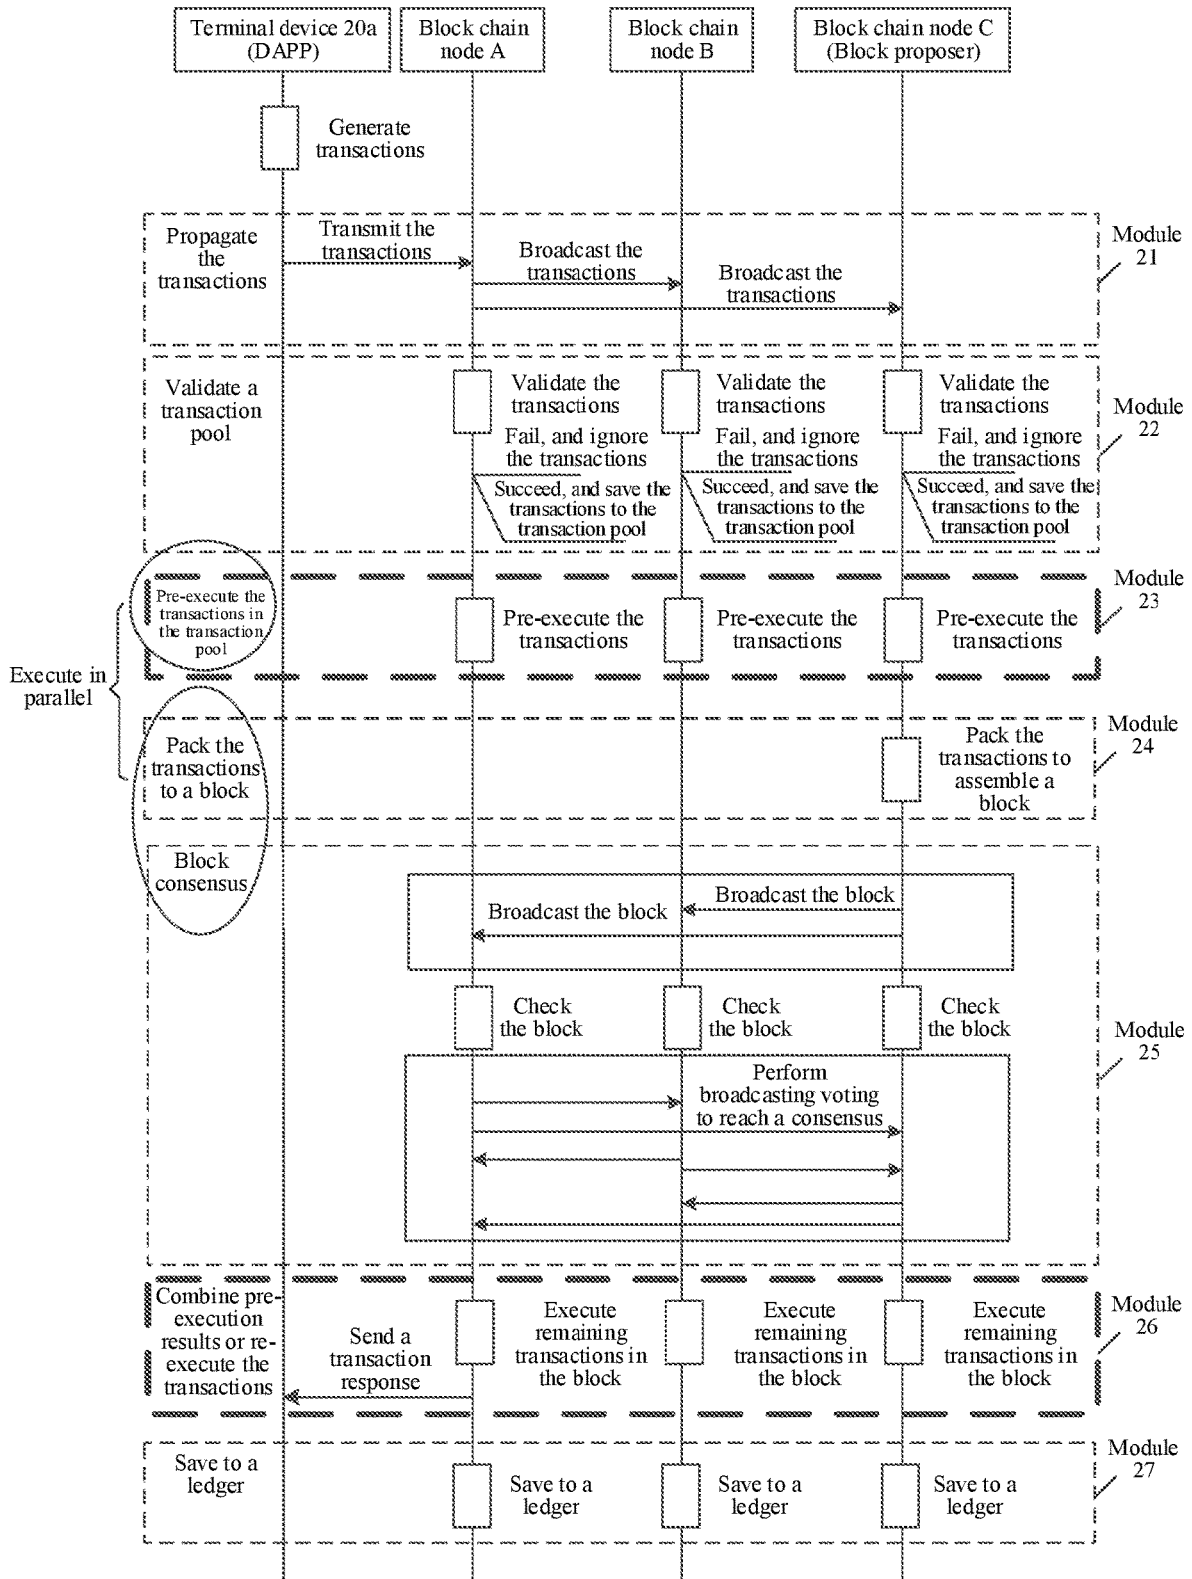 Terminal device 20a
(DAPP)
Block chain
node A
Block chain
node B
Block chain node C
(Block proposer)
Generate
transactions
Propagate
the
transactions
Transmit the
transactions
Broadcast the
transactions
Broadcast the
transactions
Module
21
Validate a
transaction
pool
Validate the
transactions
Fail, and ignore
the transactions
Succeed, and save the
transactions to the
transaction pool
Validate the
transactions
Fail, and ignore
the transactions
Succeed, and save the
transactions to the
transaction pool
Validate the
transactions
Fail, and ignore
the transactions
Succeed, and save the
transactions to the
transaction pool
Module
22
Execute in
parallel
Pre-execute the
transactions in
the transaction
pool
Pre-execute the
transactions
Pre-execute the
transactions
Pre-execute the
transactions
Module
23
Pack the
transactions
to a block
Pack the
transactions to
assemble a
block
Module
24
Block
consensus
Broadcast the block
Broadcast the block
Check
the block
Check
the block
Check
the block
Perform
broadcasting voting
to reach a consensus
Module
25
Combine pre-
execution
results or re-
execute the
transactions
Send a
transaction
response
Execute
remaining
transactions in
the block
Execute
remaining
transactions in
the block
Execute
remaining
transactions in
the block
Module
26
Save to a
ledger
Save to a
ledger
Save to a
ledger
Save to a
ledger
Module
27